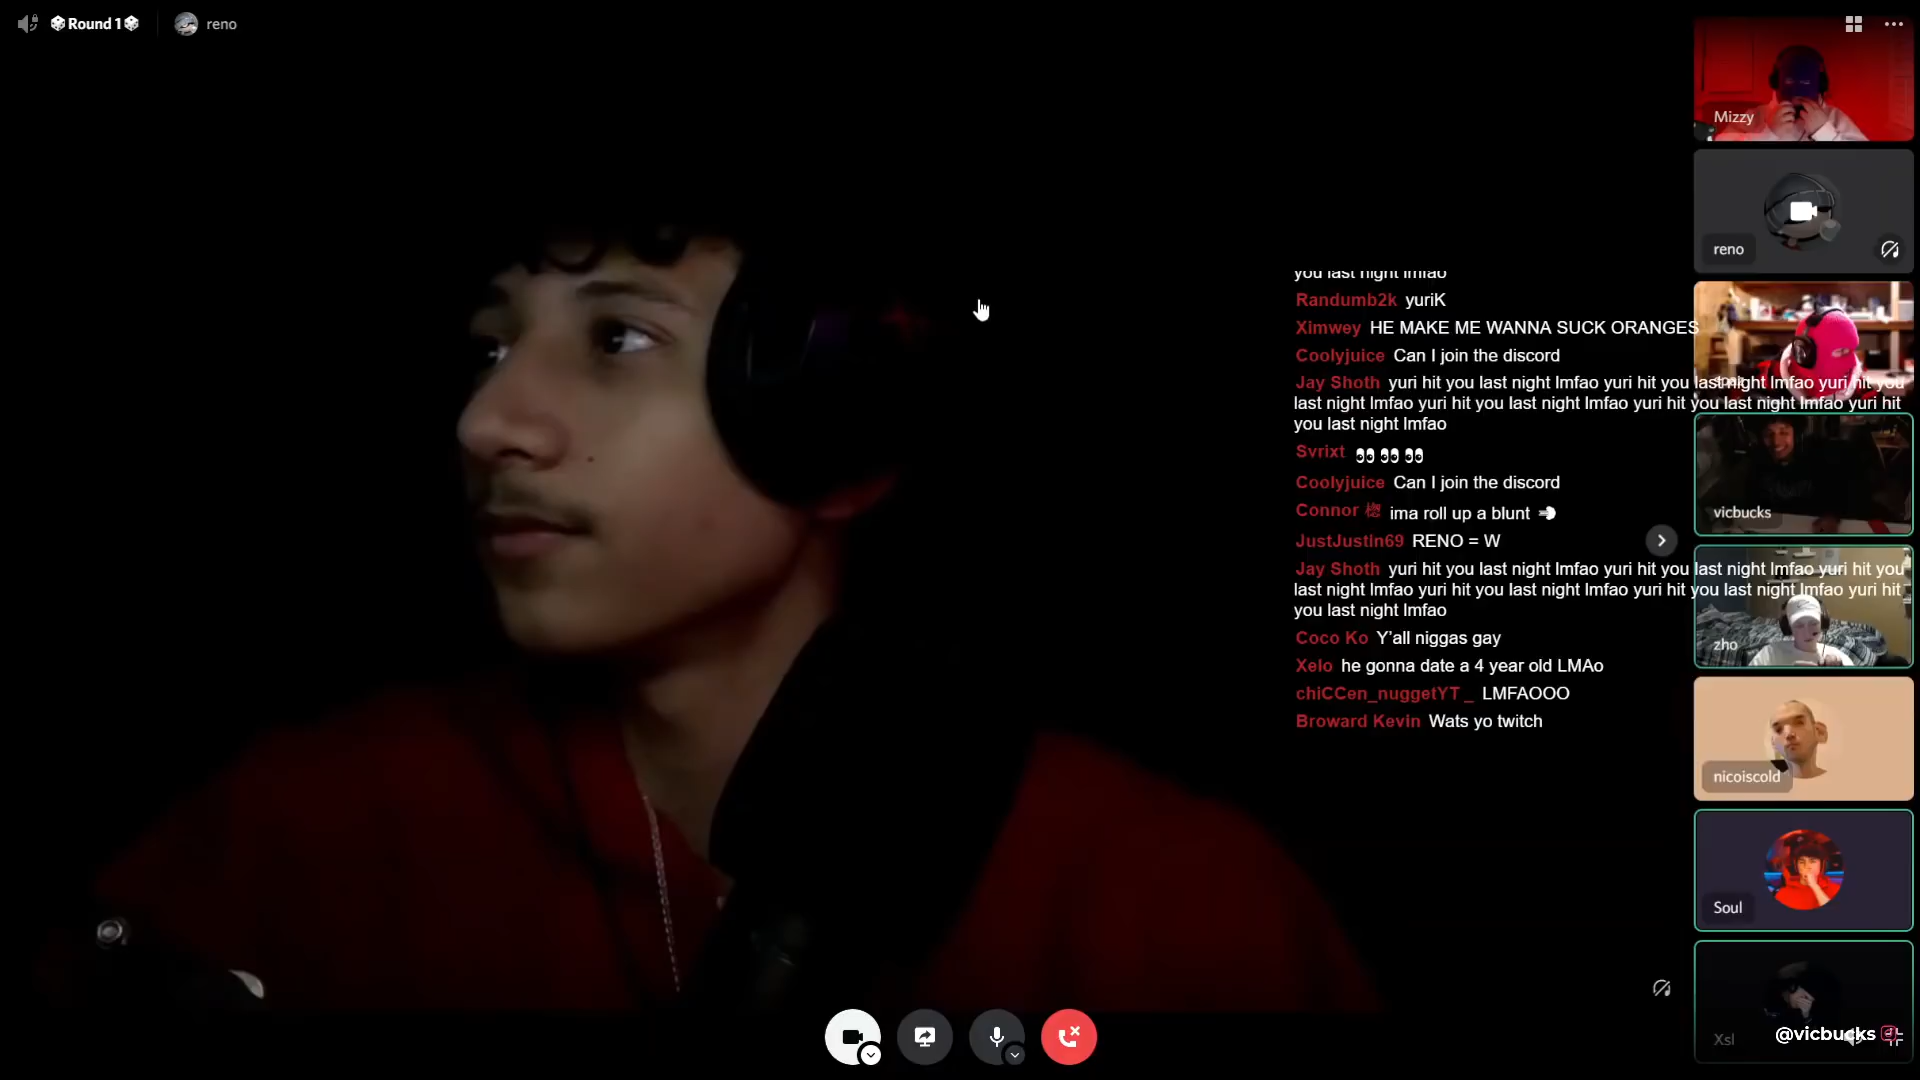 Round 1
reno
Mizzy
reno
you last night lmfao
Randumb2k yuriK
Ximwey HE MAKE ME WANNA SUCK ORANGES
Coolyjuice Can I join the discord
Jay Shoth yuri hit you last night lmfao yuri hit you last night lmfao yuri hit you
last night lmfao yuri hit you last night lmfao yuri hit you last night lmfao yuri hit
you last night lmfao
Svrixt 👀 👀 👀
Coolyjuice Can I join the discord
Connor 樬 ima roll up a blunt 💨
JustJustIn69 RENO = W
Jay Shoth yuri hit you last night lmfao yuri hit you last night lmfao yuri hit you
last night lmfao yuri hit you last night lmfao yuri hit you last night lmfao yuri hit
you last night lmfao
Coco Ko Y'all niggas gay
Xelo he gonna date a 4 year old LMAo
chiCCen_nuggetYT _ LMFAOOO
Broward Kevin Wats yo twitch
vicbucks
zho
nicoiscold
Soul
Xsl
@vicbucks